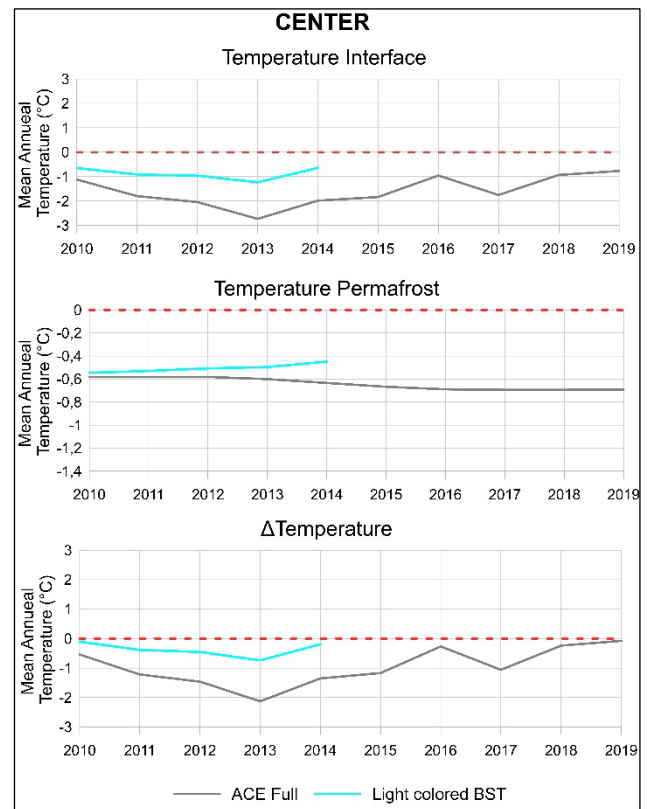 CENTER
Temperature Interface
Mean Annueal
Temperature (°C)
3
2
1
0
-1
-2
-3
2010 2011 2012 2013 2014 2015 2016 2017 2018 2019
Temperature Permafrost
Mean Annueal
Temperature (°C)
0
-0,2
-0,4
-0,6
-0,8
-1
-1,2
-1,4
2010 2011 2012 2013 2014 2015 2016 2017 2018 2019
ΔTemperature
Mean Annueal
Temperature (°C)
3
2
1
0
-1
-2
-3
2010 2011 2012 2013 2014 2015 2016 2017 2018 2019
ACE Full Light colored BST